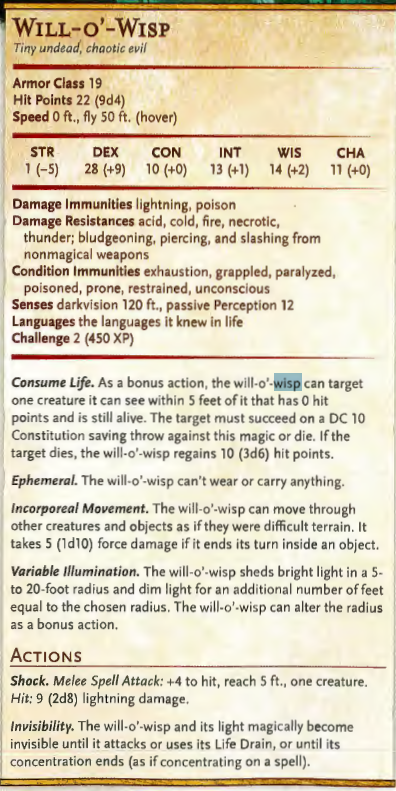 WILL-O'-WISP
Tiny undead, chaotic evil
Armor Class 19
Hit Points 22 (9d4)
Speed 0 ft., fly 50 ft. (hover)
STR DEX CON INT WIS CHA
1 (−5) 28 (+9) 10 (+0) 13 (+1) 14 (+2) 11 (+0)
Damage Immunities lightning, poison
Damage Resistances acid, cold, fire, necrotic,
thunder; bludgeoning, piercing, and slashing from
nonmagical weapons
Condition Immunities exhaustion, grappled, paralyzed,
poisoned, prone, restrained, unconscious
Senses darkvision 120 ft., passive Perception 12
Languages the languages it knew in life
Challenge 2 (450 XP)
Consume Life. As a bonus action, the will-o'-wisp can target
one creature it can see within 5 feet of it that has 0 hit
points and is still alive. The target must succeed on a DC 10
Constitution saving throw against this magic or die. If the
target dies, the will-o'-wisp regains 10 (3d6) hit points.
Ephemeral. The will-o'-wisp can't wear or carry anything.
Incorporeal Movement. The will-o'-wisp can move through
other creatures and objects as if they were difficult terrain. It
takes 5 (1d10) force damage if it ends its turn inside an object.
Variable Illumination. The will-o'-wisp sheds bright light in a 5-
to 20-foot radius and dim light for an additional number of feet
equal to the chosen radius. The will-o'-wisp can alter the radius
as a bonus action.
ACTIONS
Shock. Melee Spell Attack: +4 to hit, reach 5 ft., one creature.
Hit: 9 (2d8) lightning damage.
Invisibility. The will-o'-wisp and its light magically become
invisible until it attacks or uses its Life Drain, or until its
concentration ends (as if concentrating on a spell).